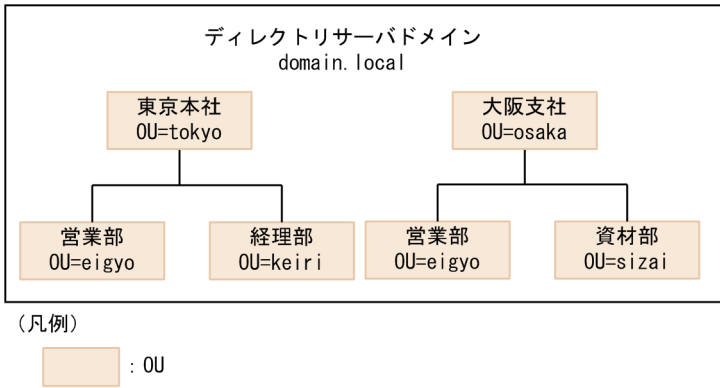 ディレクトリサーバドメイン
domain.local
東京本社
OU=tokyo
大阪支社
OU=osaka
営業部
OU=eigyo
経理部
OU=keiri
営業部
OU=eigyo
資材部
OU=sizai
（凡例）
：OU